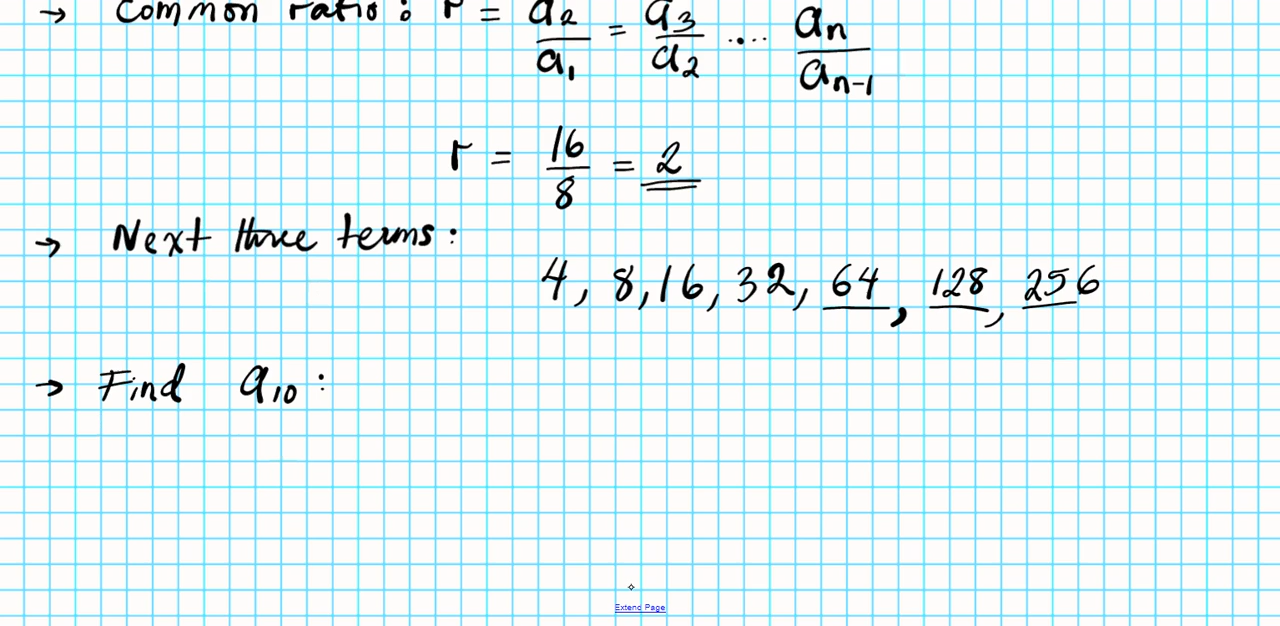 → Common ratio : r = a₂/a₁ = a₃/a₂ .... aₙ/aₙ₋₁
r = 16/8 = 2
→ Next three terms :
4, 8, 16, 32, 64, 128, 256
→ Find a₁₀ :
Extend Page